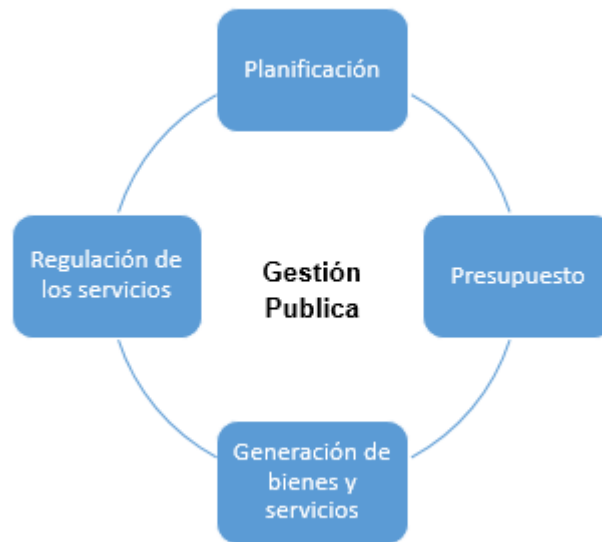 Planificación
Regulación de
los servicios
Gestión
Publica
Presupuesto
Generación de
bienes y
servicios